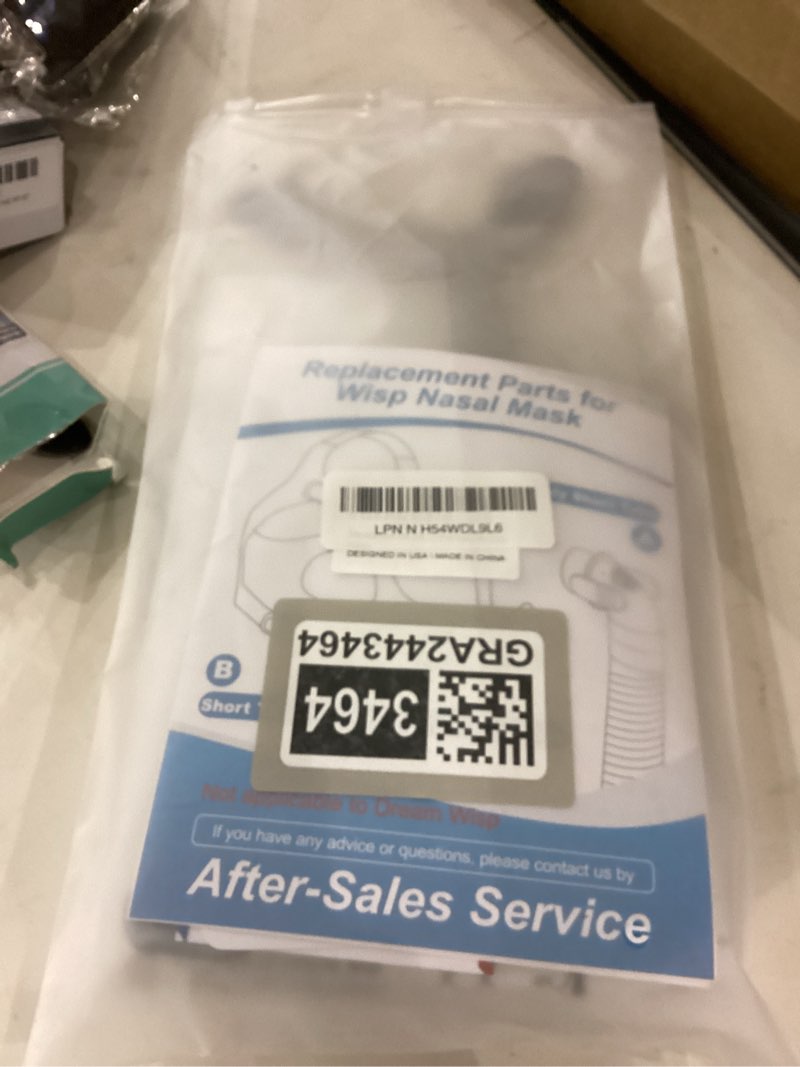 Replacement Parts for
Wisp Nasal Mask
A
LPN N H54WDL9L6
DESIGNED IN USA MADE IN CHINA
GRA2443464
3464
B
Short
Not applicable to Dream Wisp
If you have any advice or questions, please contact us by
After-Sales Service